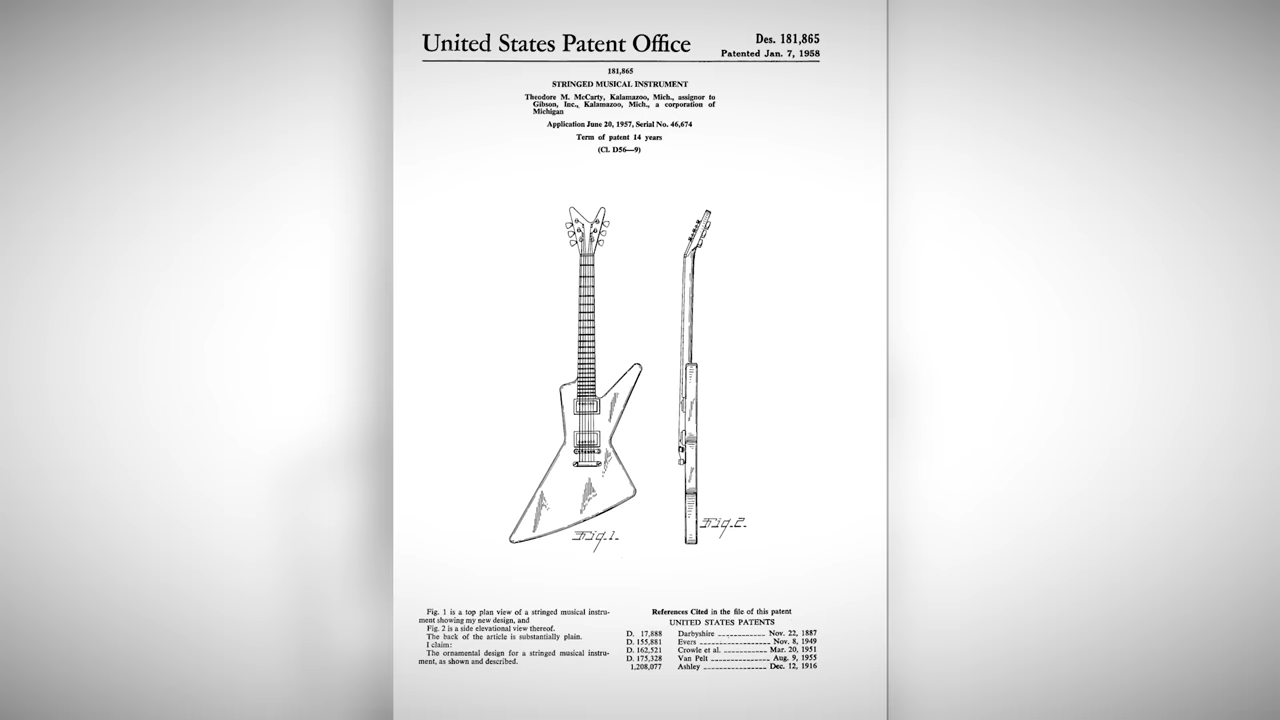 United States Patent Office
Des. 181,865
Patented Jan. 7, 1958
181,865
STRINGED MUSICAL INSTRUMENT
Theodore M. McCarty, Kalamazoo, Mich., assignor to
Gibson, Inc., Kalamazoo, Mich., a corporation of
Michigan
Application June 20, 1957, Serial No. 46,674
Term of patent 14 years
(Cl. D56—9)
Fig.1.
Fig.2.
Fig. 1 is a top plan view of a stringed musical instru-
ment showing my new design, and
Fig. 2 is a side elevational view thereof.
The back of the article is substantially plain.
I claim:
The ornamental design for a stringed musical instru-
ment, as shown and described.
References Cited in the file of this patent
UNITED STATES PATENTS
D. 17,888 Darbyshire ------------ Nov. 22, 1887
D. 155,881 Evers ------------------ Nov. 8, 1949
D. 162,521 Crowle et al. ----------- Mar. 20, 1951
D. 175,328 Van Pelt --------------- Aug. 9, 1955
1,208,077 Ashley ----------------- Dec. 12, 1916